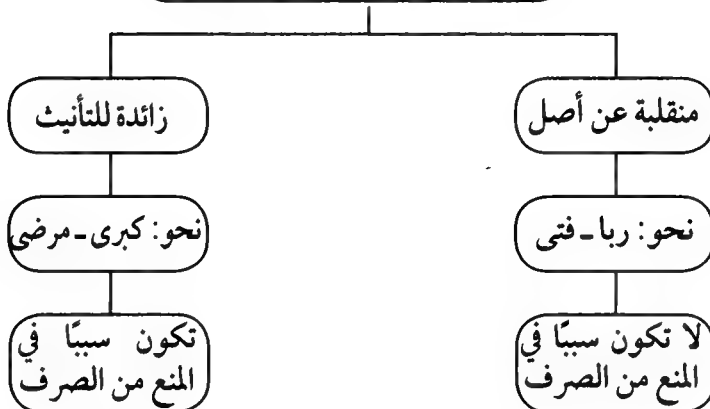 منقلبة عن أصل
زائدة للتأنيث
نحو: ربا ـ فتى
نحو: كبرى ـ مرضى
لا تكون سببًا في
المنع من الصرف
تكون سببًا في
المنع من الصرف